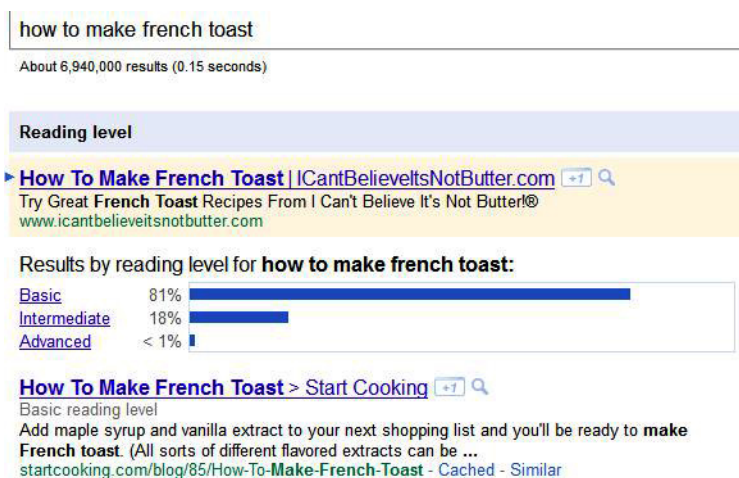 how to make french toast
About 6,940,000 results (0.15 seconds)
Reading level
How To Make French Toast | ICantBelieveItsNotButter.com +1
Try Great French Toast Recipes From I Can't Believe It's Not Butter!®
www.icantbelieveitsnotbutter.com
Results by reading level for how to make french toast:
Basic 81%
Intermediate 18%
Advanced < 1%
How To Make French Toast > Start Cooking +1
Basic reading level
Add maple syrup and vanilla extract to your next shopping list and you'll be ready to make
French toast. (All sorts of different flavored extracts can be ...
startcooking.com/blog/85/How-To-Make-French-Toast - Cached - Similar